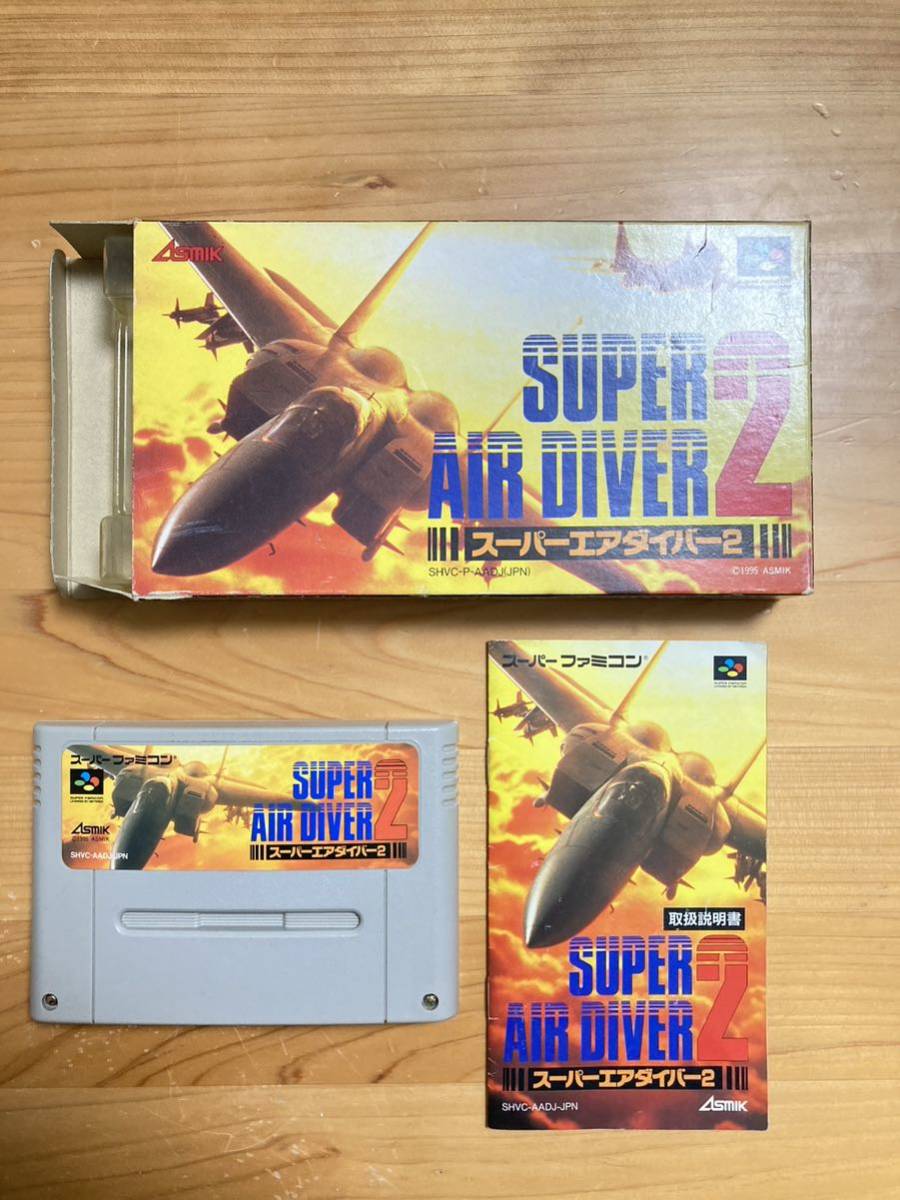 ASMIK
SUPER
AIR DIVER 2
スーパーエアダイバー2
SHVC-P-AADJ(JPN)
©1995 ASMIK
スーパーファミコン
SUPER
AIR DIVER 2
スーパーエアダイバー2
ASMIK
©1995 ASMIK
SHVC-AADJ-JPN
スーパーファミコン
取扱説明書
SUPER
AIR DIVER 2
スーパーエアダイバー2
SHVC-AADJ-JPN
ASMIK